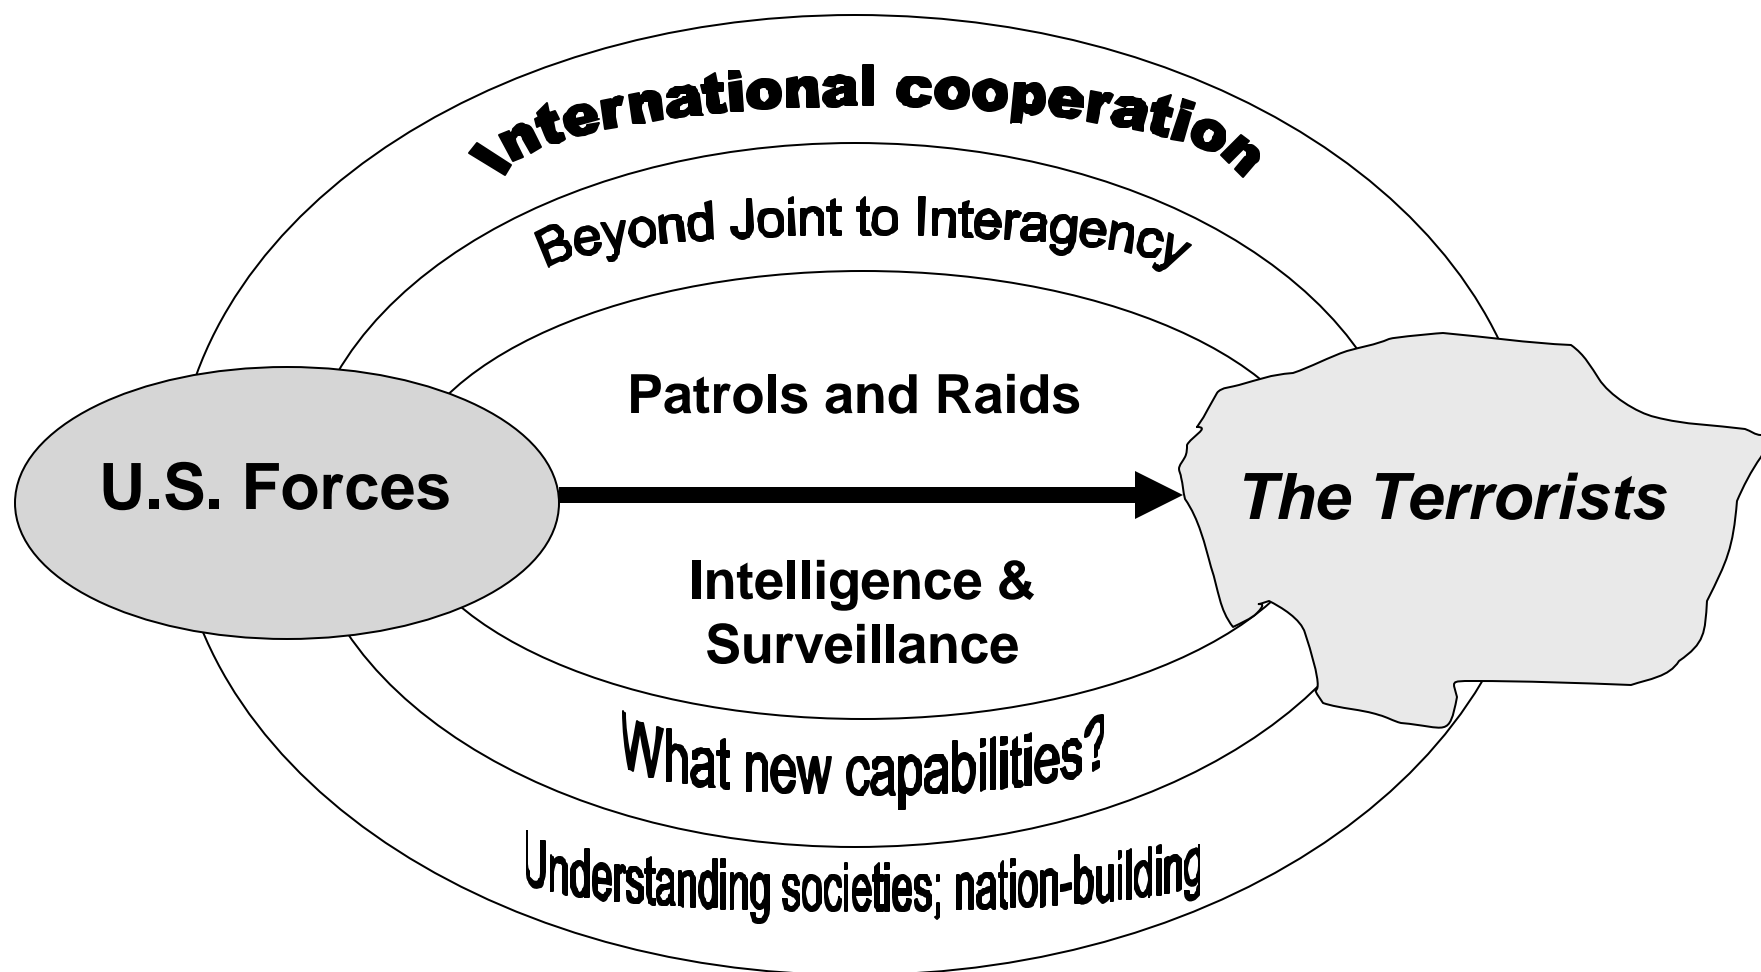 International cooperation
Beyond Joint to Interagency
Patrols and Raids
U.S. Forces
The Terrorists
Intelligence &
Surveillance
What new capabilities?
Understanding societies; nation-building